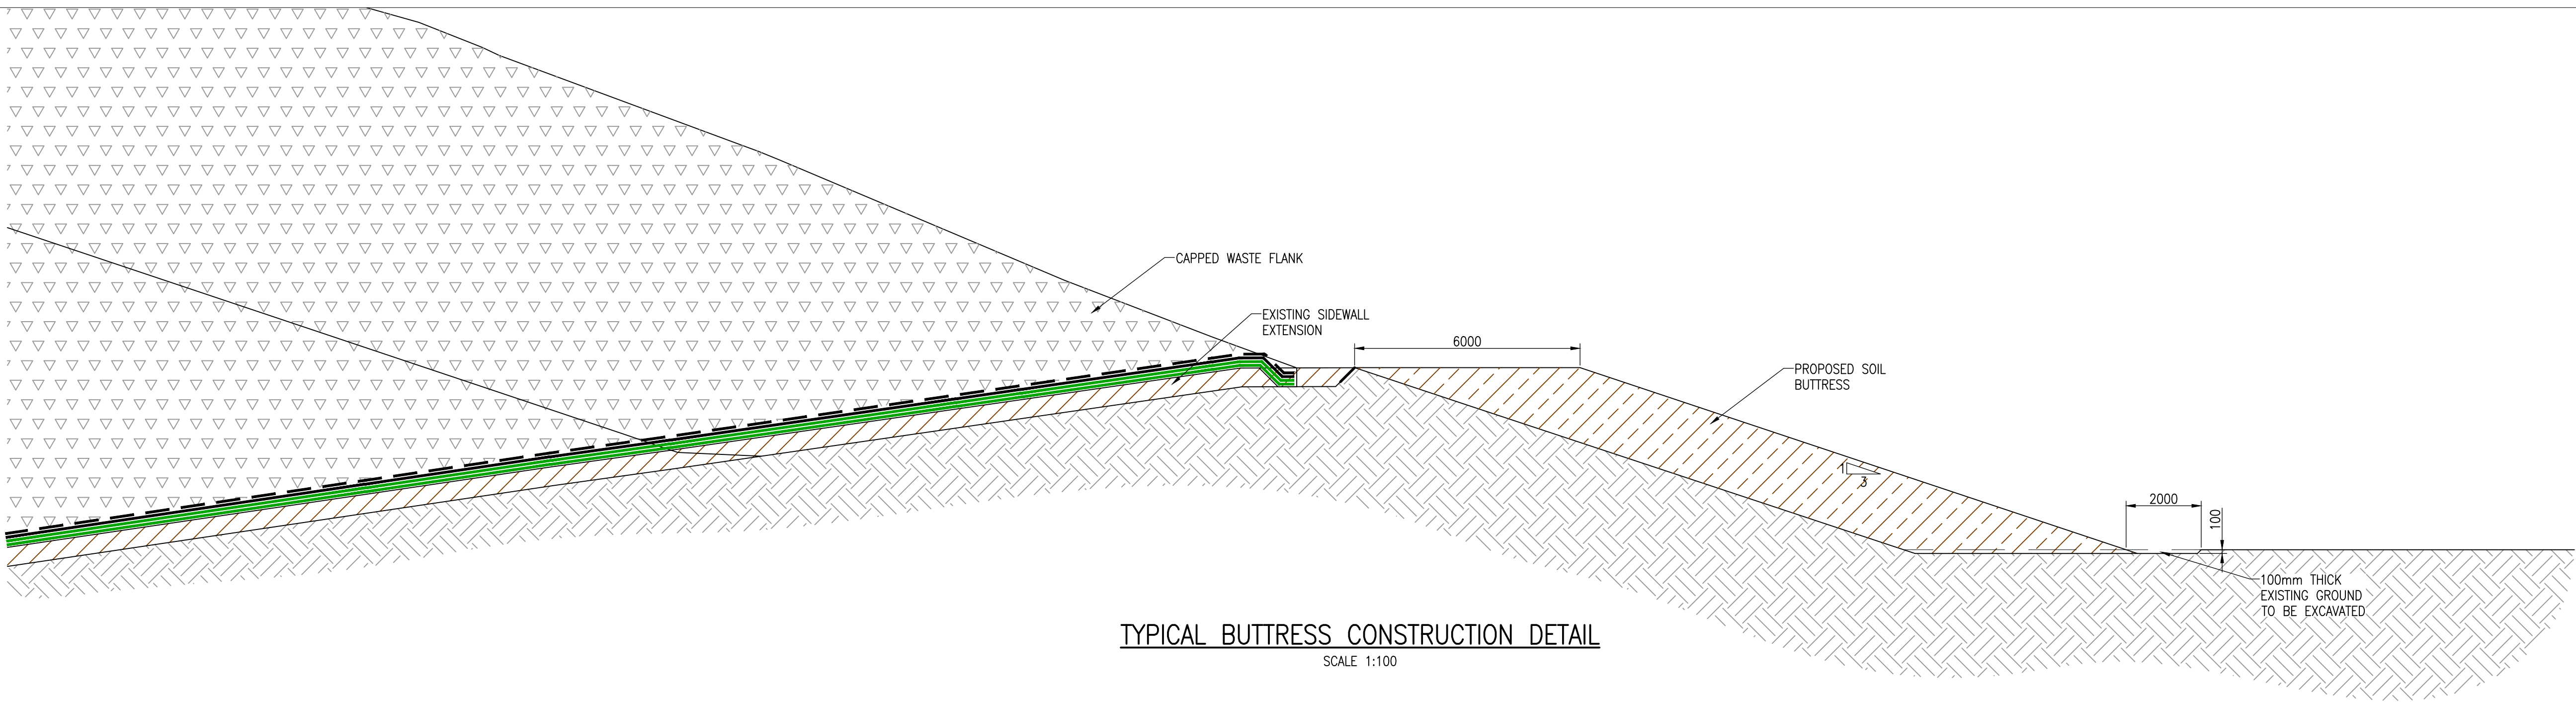 CAPPED WASTE FLANK
EXISTING SIDEWALL
EXTENSION
6000
PROPOSED SOIL
BUTTRESS
1
3
2000
100
100mm THICK
EXISTING GROUND
TO BE EXCAVATED
TYPICAL BUTTRESS CONSTRUCTION DETAIL
SCALE 1:100